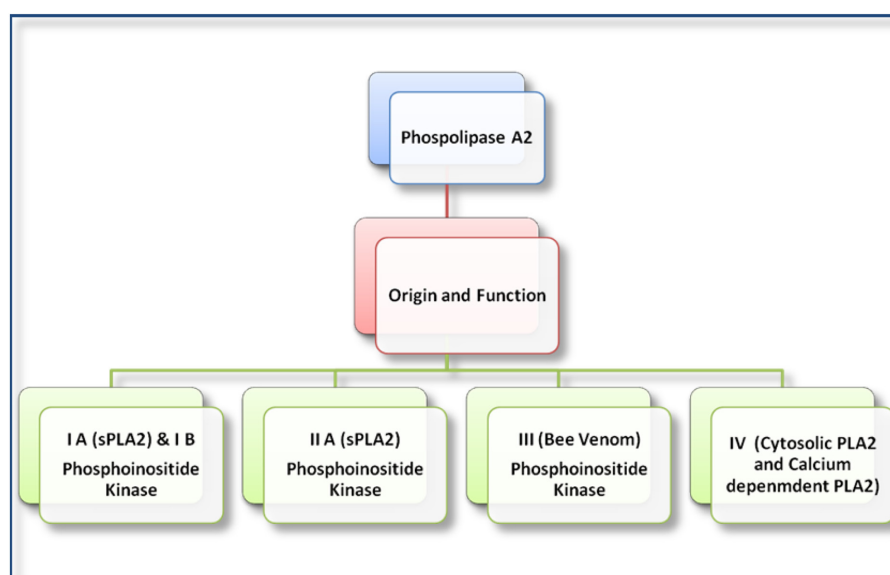 Phospolipase A2
Origin and Function
I A (sPLA2) & I B
Phosphoinositide
Kinase
II A (sPLA2)
Phosphoinositide
Kinase
III (Bee Venom)
Phosphoinositide
Kinase
IV (Cytosolic PLA2
and Calcium
depenmdent PLA2)